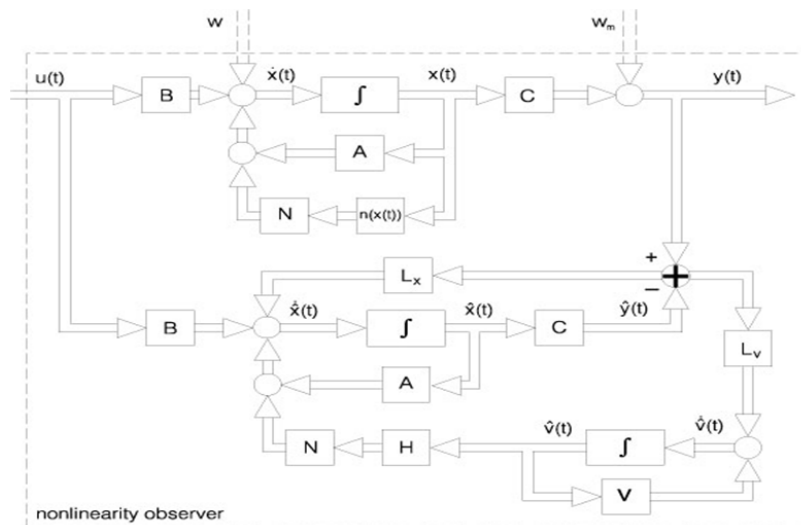 w wₘ
u(t) ẋ(t) x(t) y(t)
B ∫ C
A
N n(x(t))
+
Lₓ
−
x̂̇(t) x̂(t) ŷ(t)
B ∫ C
Lᵥ
A
v̂(t) v̂̇(t)
N H ∫
V
nonlinearity observer